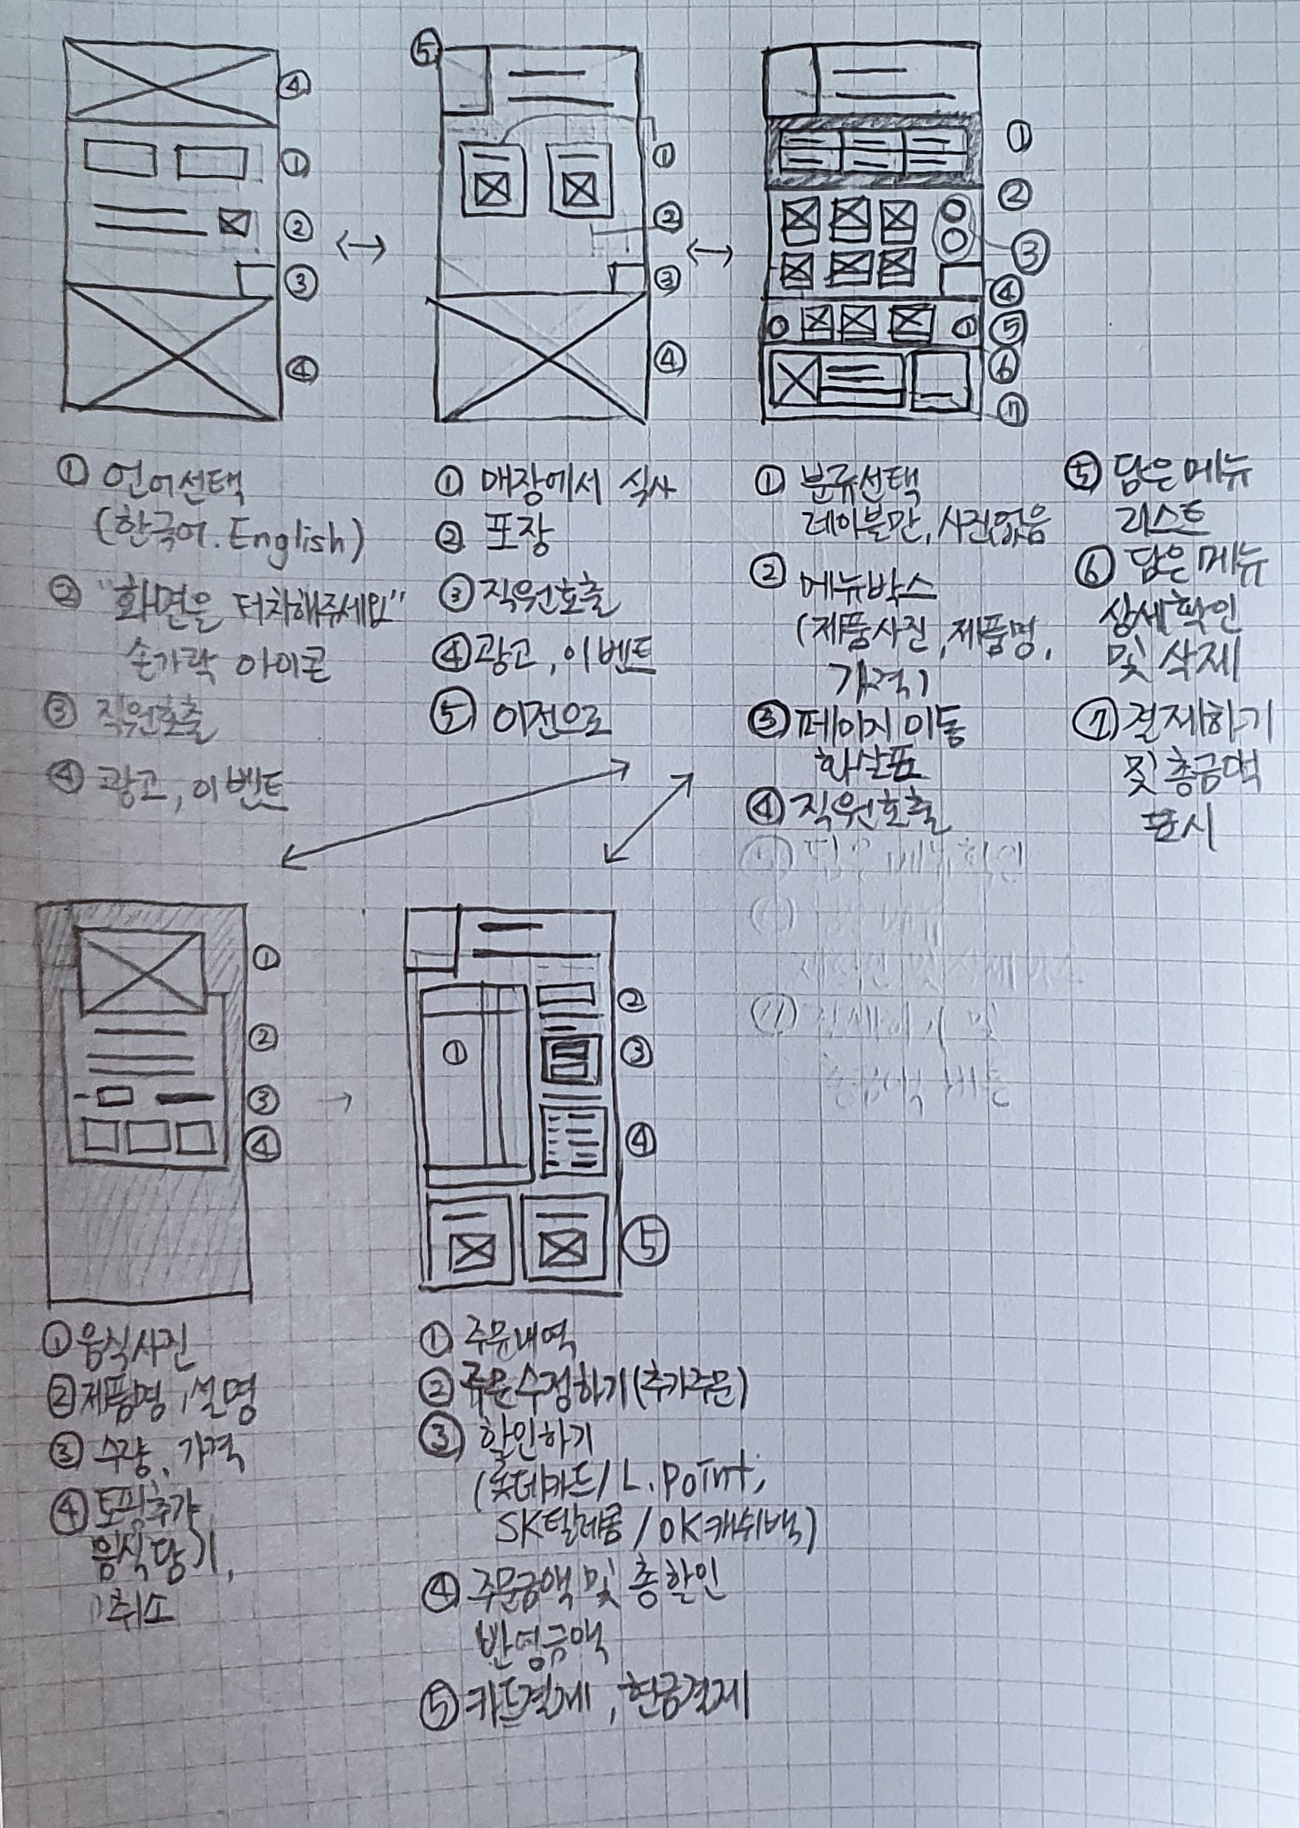 ④
①
②
③
④
① 언어선택
(한국어. English)
② "화면을 터치해주세요"
손가락 아이콘
③ 직원호출
④ 광고, 이벤트
⑤
①
②
③
④
① 매장에서 식사
② 포장
③ 직원호출
④ 광고, 이벤트
⑤ 이전으로
①
②
③
④
⑤
⑥
⑦
① 분류선택
레이블만, 사진없음
② 메뉴박스
(제품사진, 제품명,
가격)
③ 페이지 이동
화살표
④ 직원호출
⑤ 담은 메뉴
리스트
⑥ 담은 메뉴
상세확인
및 삭제
⑦ 결제하기
및 총금액
표시
①
②
③
④
① 음식사진
② 제품명, 설명
③ 수량, 가격
④ 토핑추가
음식담기,
취소
①
②
③
④
⑤
① 주문내역
② 주문수정하기(추가주문)
③ 할인하기
(롯데카드/L.PoInt,
SK텔레콤/OK캐쉬백)
④ 주문금액 및 총 할인
반영금액
⑤ 카드결제, 현금결제